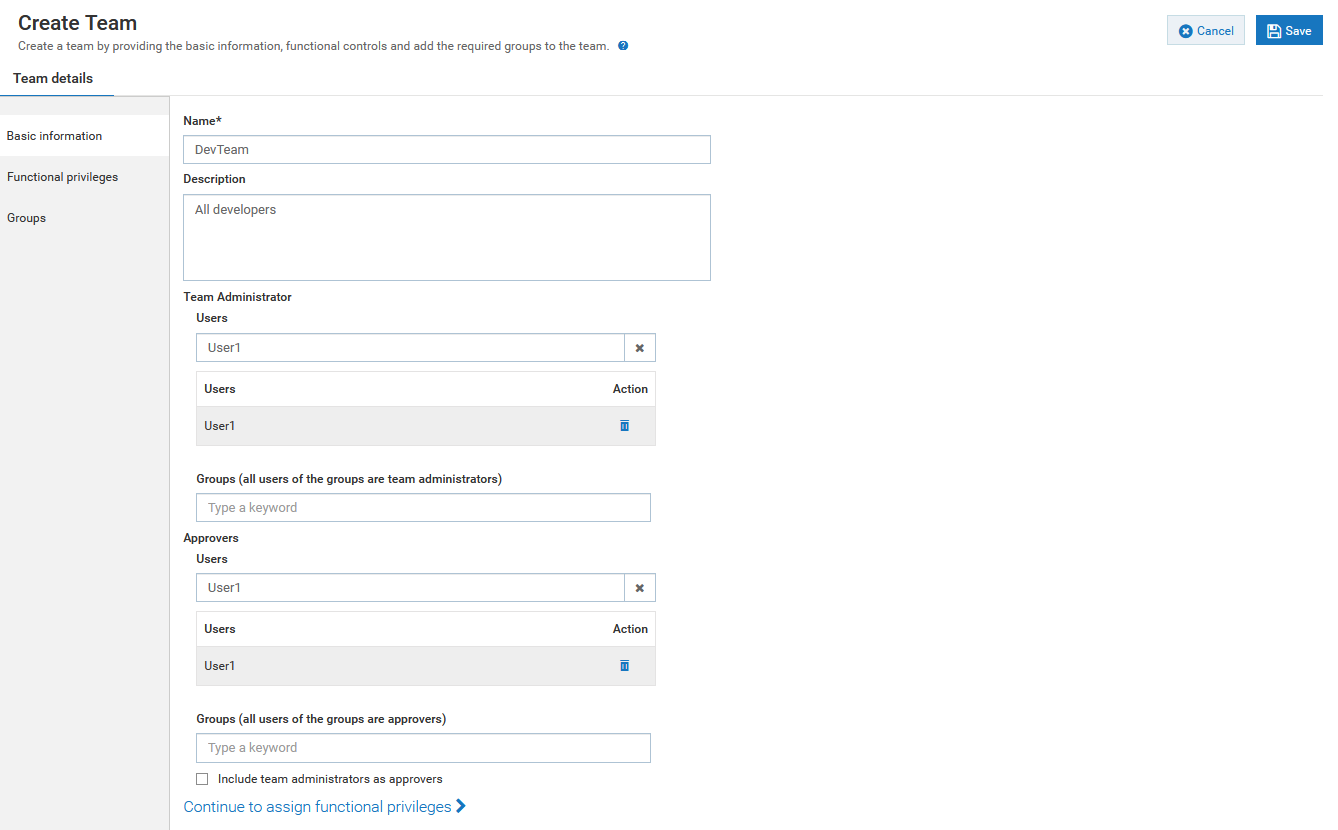 Create Team
Create a team by providing the basic information, functional controls and add the required groups to the team. ?
Cancel
Save
Team details
Basic information
Functional privileges
Groups
Name*
DevTeam
Description
All developers
Team Administrator
Users
User1
Users Action
User1
Groups (all users of the groups are team administrators)
Type a keyword
Approvers
Users
User1
Users Action
User1
Groups (all users of the groups are approvers)
Type a keyword
Include team administrators as approvers
Continue to assign functional privileges